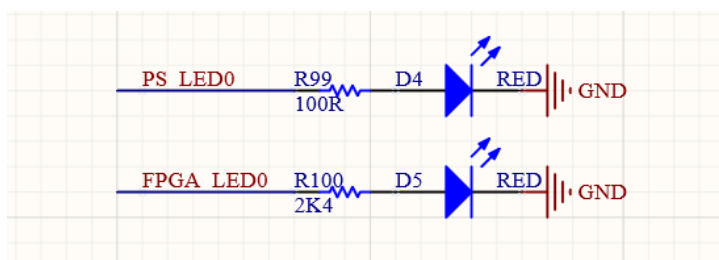 PS_LED0 R99 D4 RED GND
100R
FPGA_LED0 R100 D5 RED GND
2K4